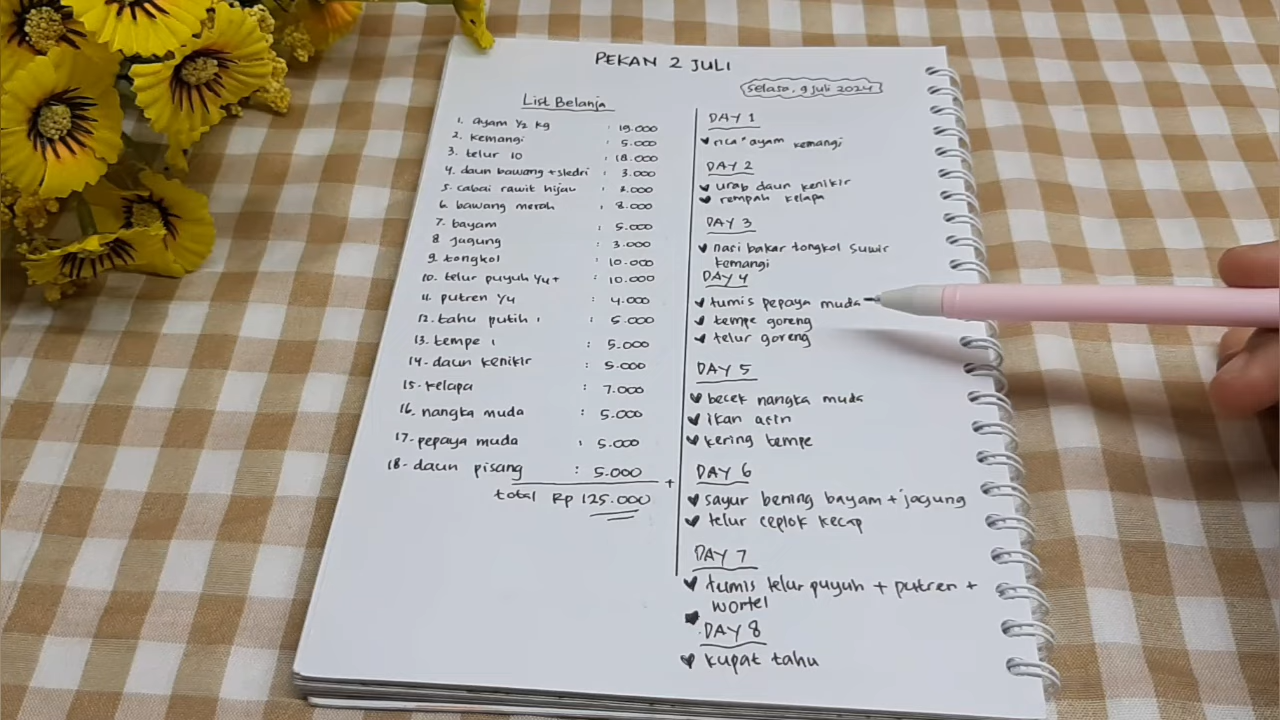 PEKAN 2 JULI
selasa, 9 juli 2024
List Belanja
1. ayam 1/2 kg : 19.000
2. kemangi : 5.000
3. telur 10 : 18.000
4. daun bawang + sledri : 3.000
5. cabai rawit hijau :
6. bawang merah : 8.000
7. bayam : 5.000
8 jagung : 3.000
9. tongkol : 10.000
10. telur puyuh 1/4 + : 10.000
11. putren 1/4 : 4.000
12. tahu putih 1 : 5.000
13. tempe 1 : 5.000
14. daun kenikir : 5.000
15. kelapa : 7.000
16. nangka muda : 5.000
17. pepaya muda : 5.000
18. daun pisang : 5.000
+
total Rp 125.000
DAY 1
rica" ayam kemangi
DAY 2
urap daun kenikir
rempah kelapa
DAY 3
nasi bakar tongkol suwir
kemangi
DAY 4
tumis pepaya muda
tempe goreng
telur goreng
DAY 5
becek nangka muda
ikan asin
kering tempe
DAY 6
sayur bening bayam + jagung
telur ceplok kecap
DAY 7
tumis telur puyuh + putren +
wortel
DAY 8
kupat tahu